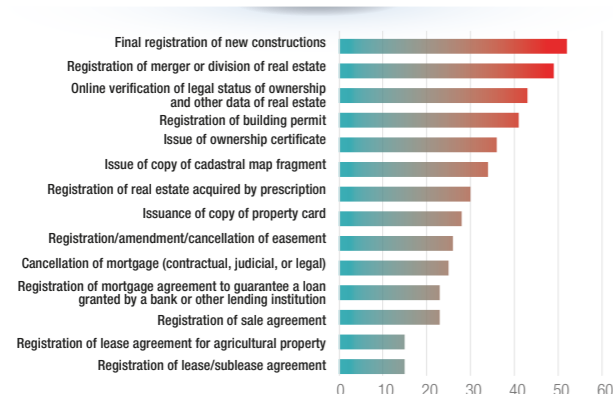 Final registration of new constructions
Registration of merger or division of real estate
Online verification of legal status of ownership
and other data of real estate
Registration of building permit
Issue of ownership certificate
Issue of copy of cadastral map fragment
Registration of real estate acquired by prescription
Issuance of copy of property card
Registration/amendment/cancellation of easement
Cancellation of mortgage (contractual, judicial, or legal)
Registration of mortgage agreement to guarantee a loan
granted by a bank or other lending institution
Registration of sale agreement
Registration of lease agreement for agricultural property
Registration of lease/sublease agreement
0 10 20 30 40 50 60